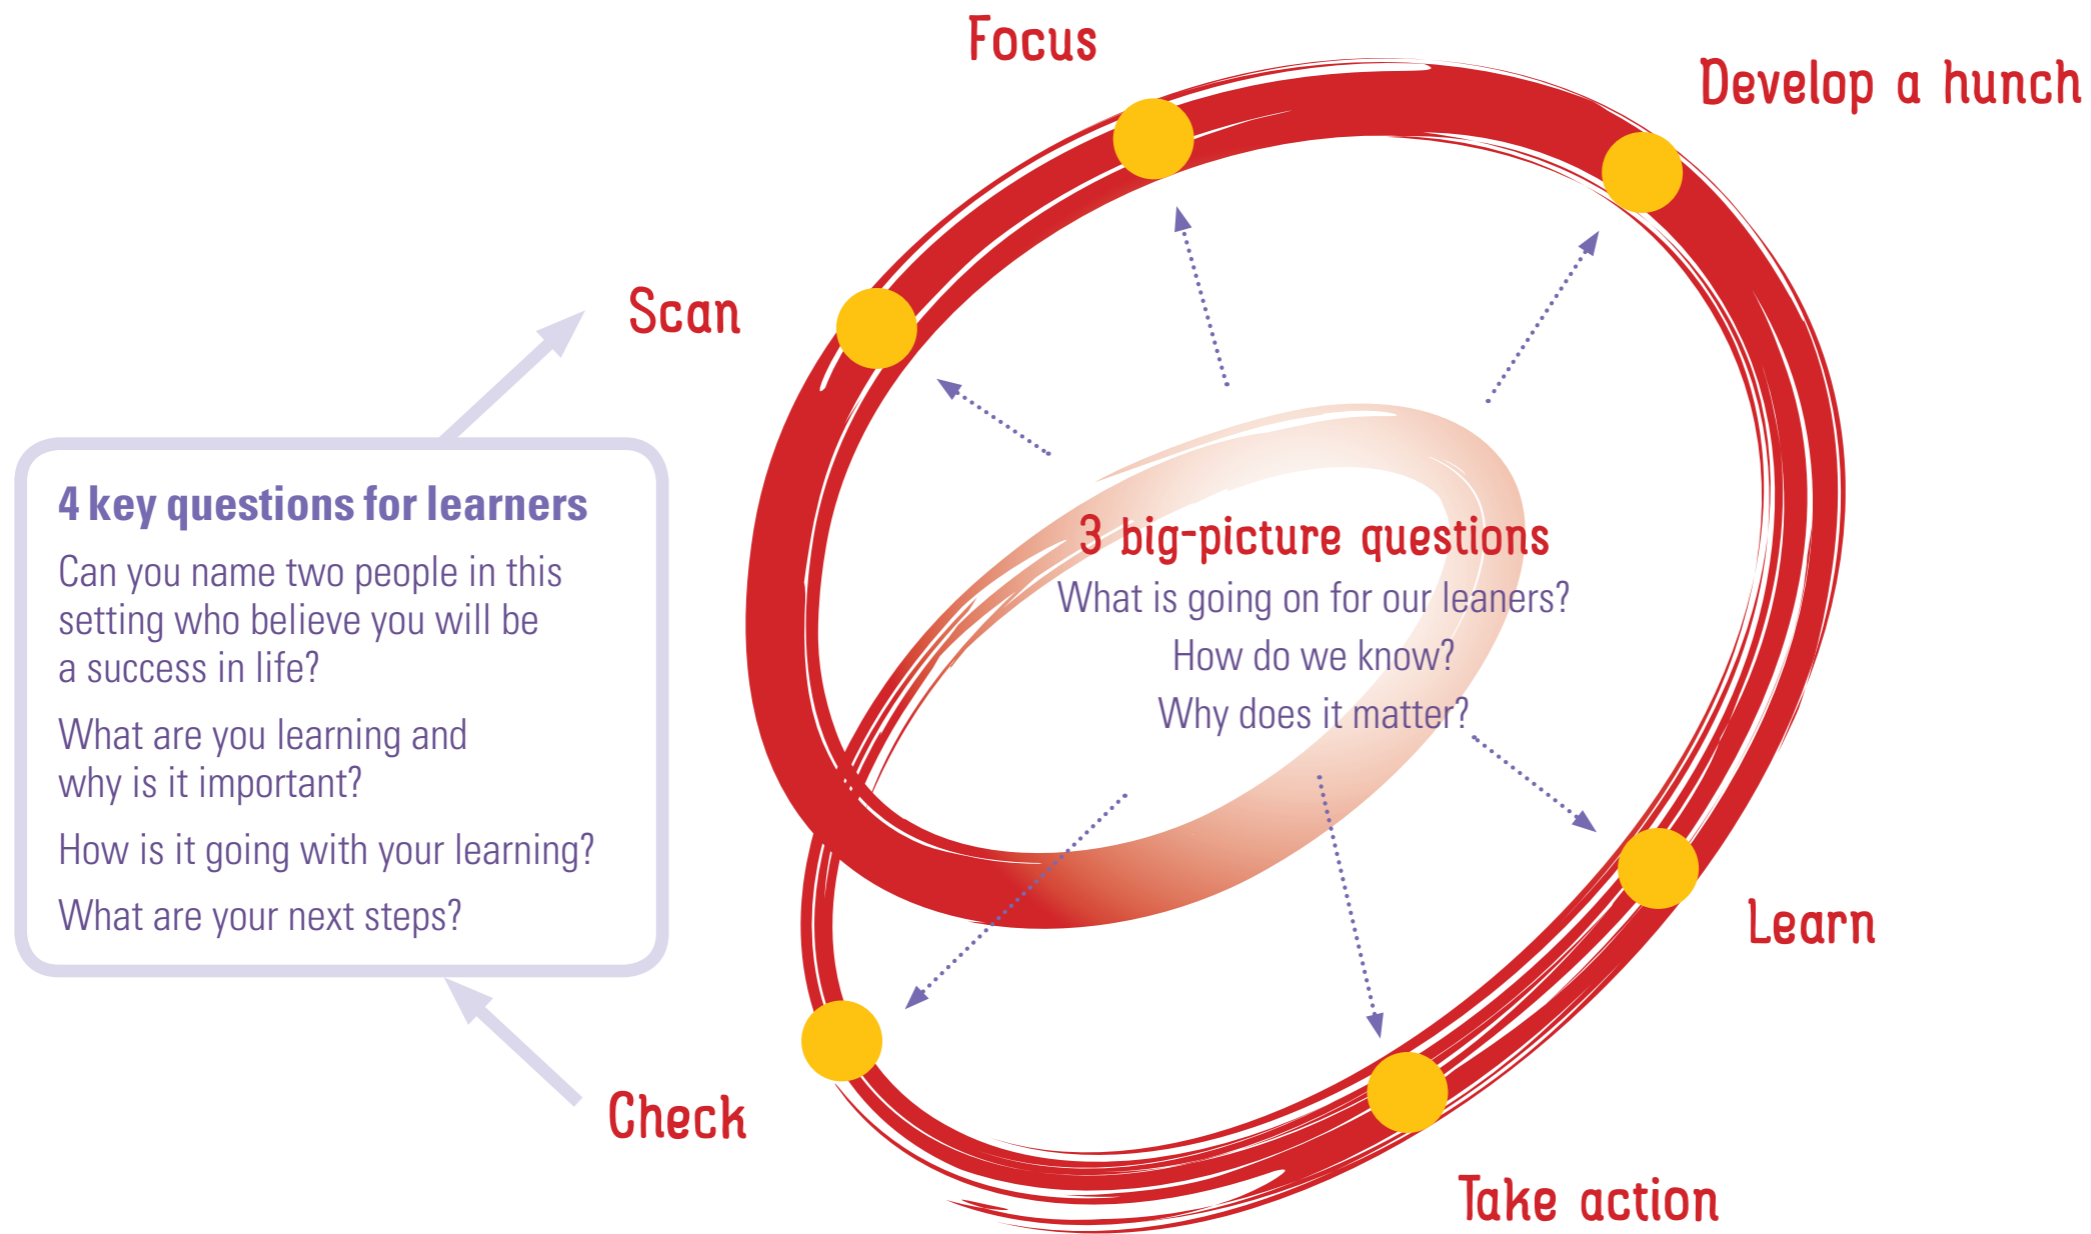 Focus
Develop a hunch
Scan
4 key questions for learners
Can you name two people in this
setting who believe you will be
a success in life?
What are you learning and
why is it important?
How is it going with your learning?
What are your next steps?
3 big-picture questions
What is going on for our leaners?
How do we know?
Why does it matter?
Learn
Check
Take action